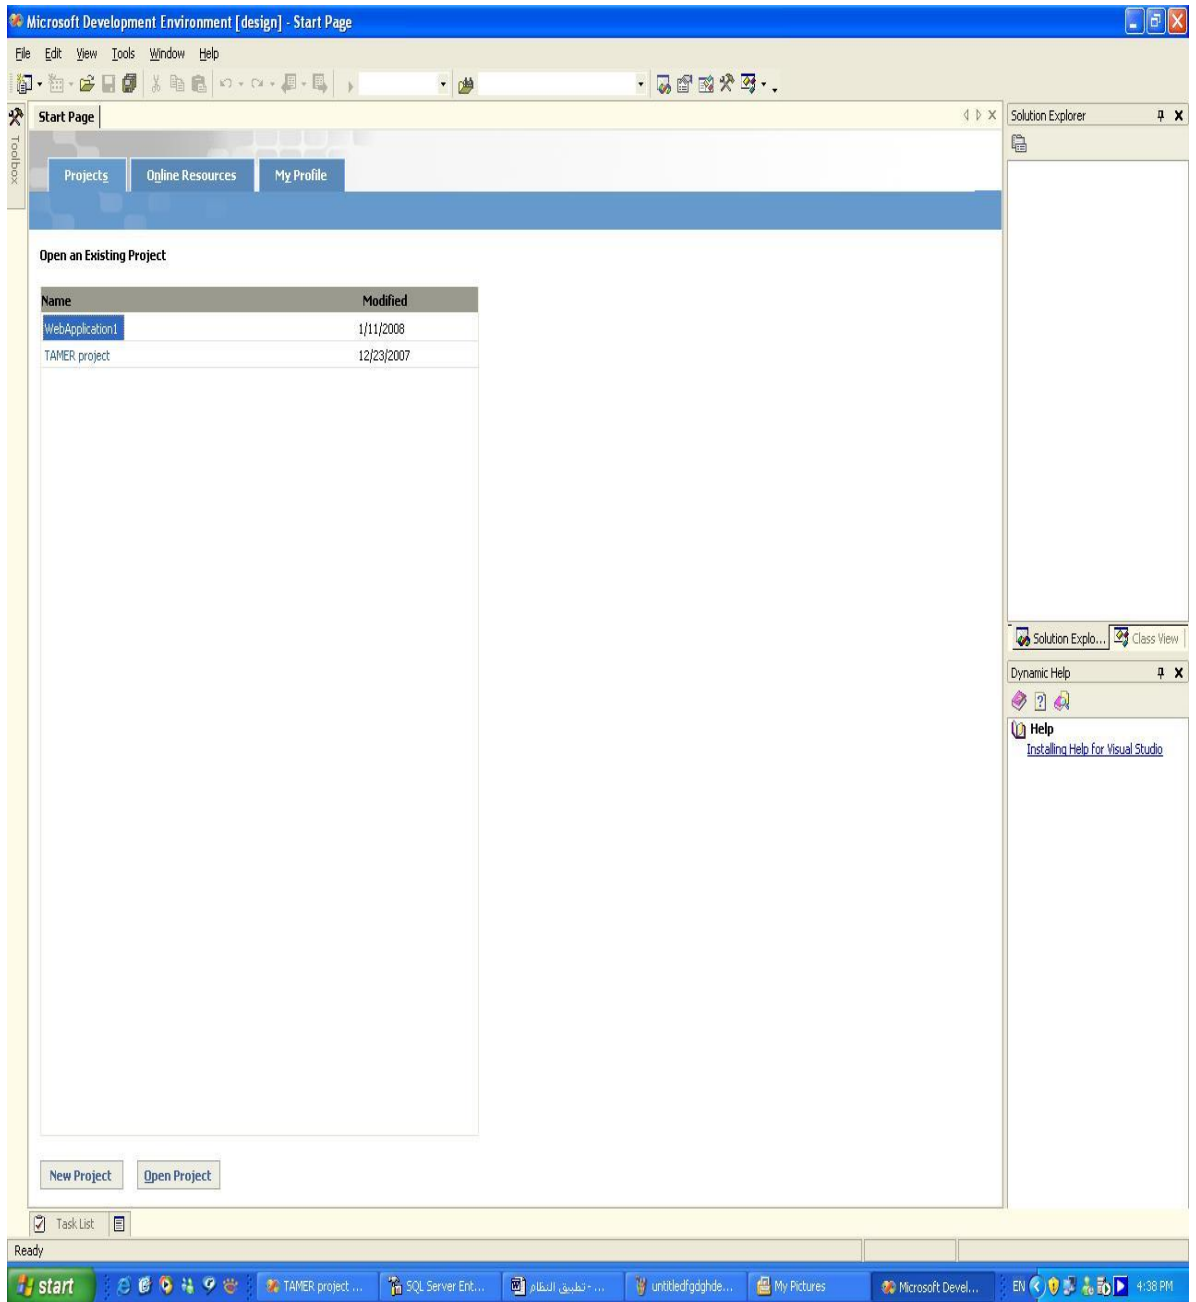 Microsoft Development Environment [design] - Start Page
File Edit View Tools Window Help
Toolbox
Start Page
Solution Explorer
Projects Online Resources My Profile
Open an Existing Project
Name Modified
WebApplication1 1/11/2008
TAMER project 12/23/2007
Solution Explo... Class View
Dynamic Help
Help
Installing Help for Visual Studio
New Project Open Project
Task List
Ready
start TAMER project ... SQL Server Ent... تطبيق النظام - ... untitledfgdghde... My Pictures Microsoft Devel... EN 4:38 PM